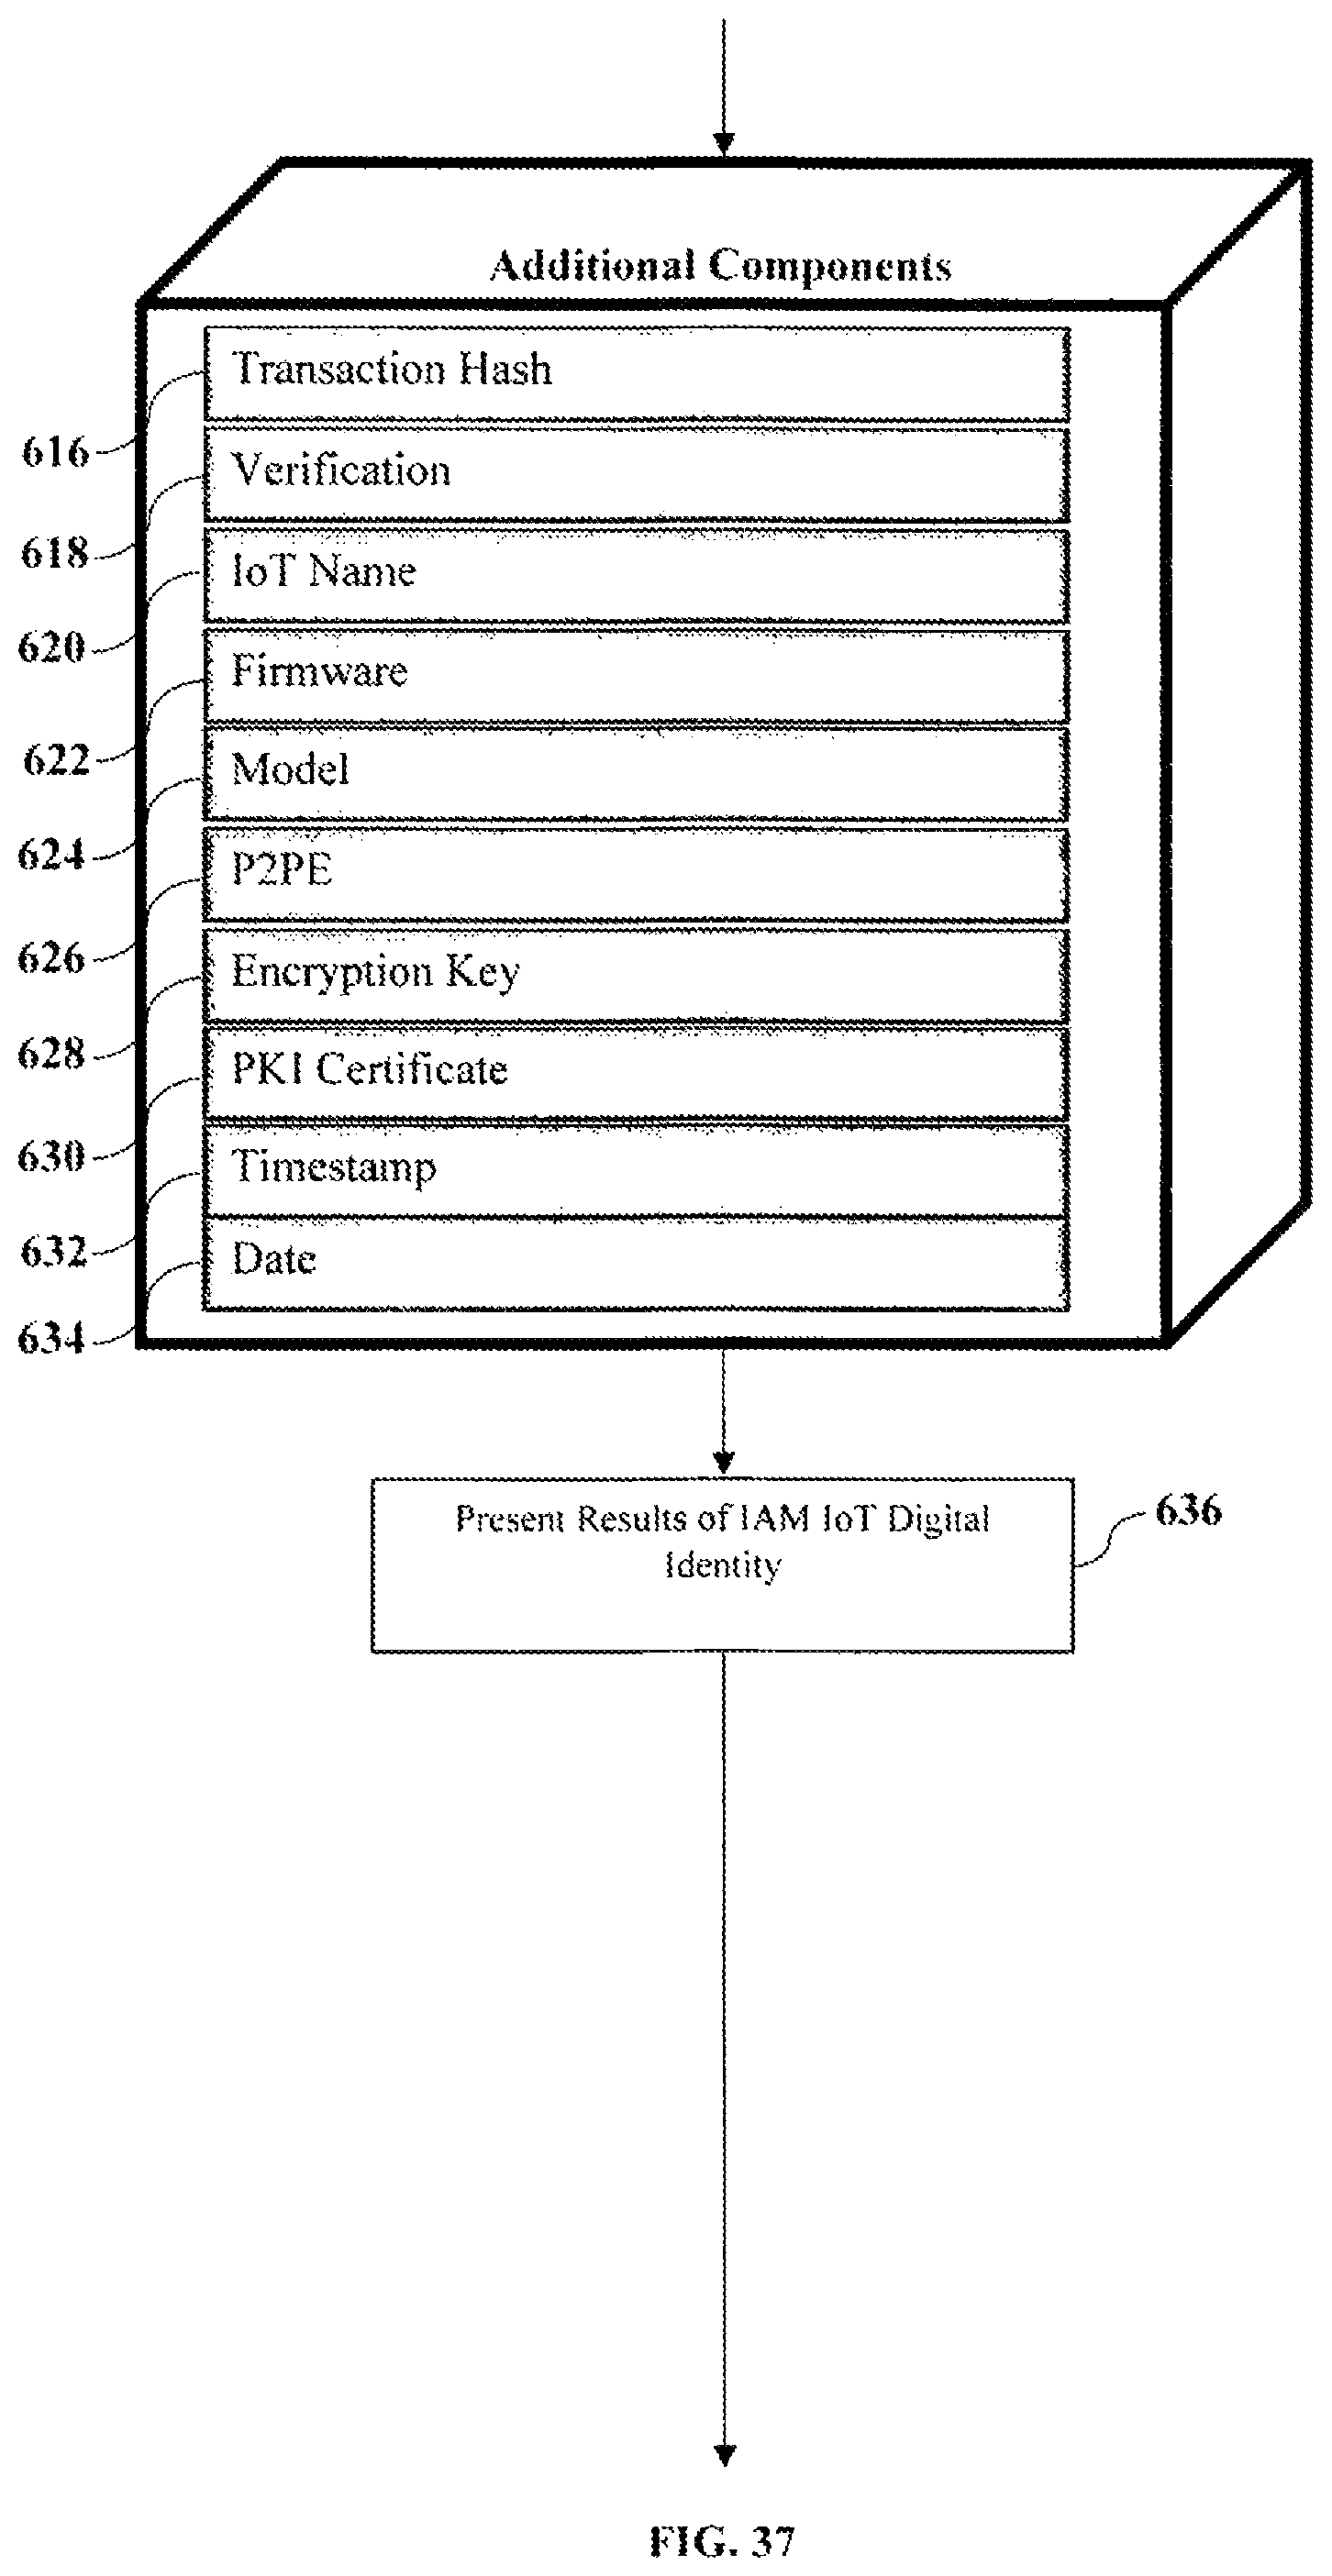 Additional Components
Transaction Hash
616
Verification
618
IoT Name
620
Firmware
622
Model
624
P2PE
626
Encryption Key
628
PKI Certificate
630
Timestamp
632
Date
634
Present Results of IAM IoT Digital
Identity
636
FIG. 37